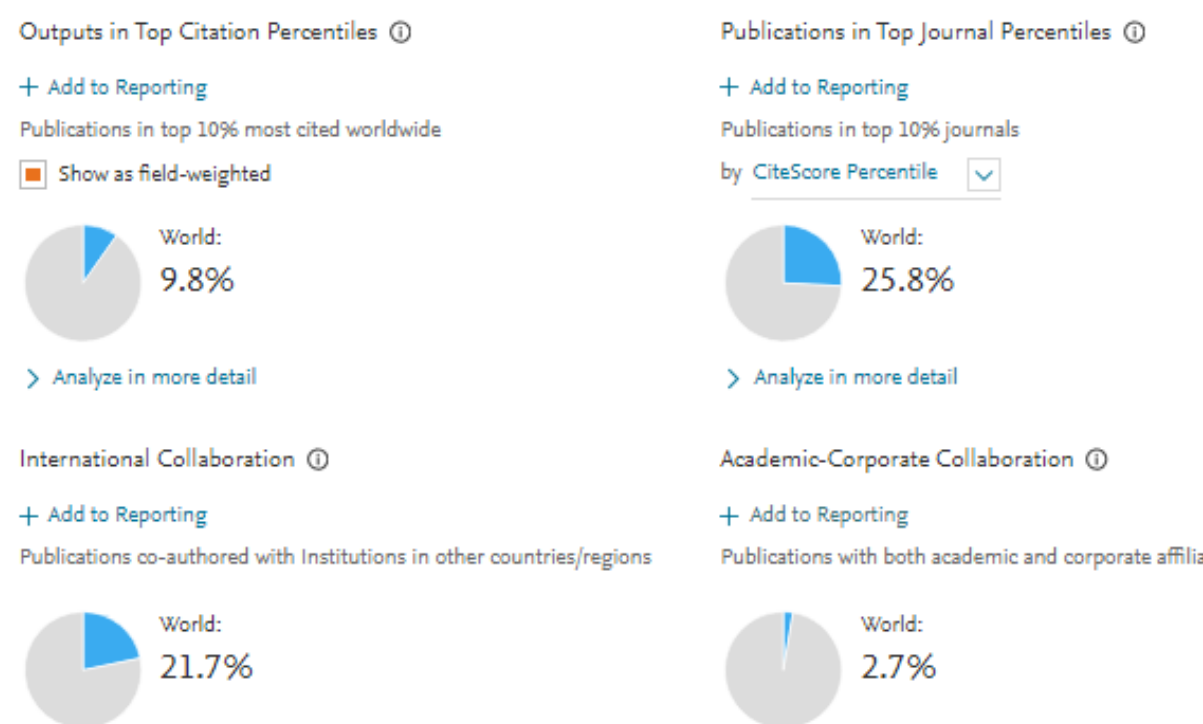 Outputs in Top Citation Percentiles
+ Add to Reporting
Publications in top 10% most cited worldwide
Show as field-weighted
World:
9.8%
Analyze in more detail
Publications in Top Journal Percentiles
+ Add to Reporting
Publications in top 10% journals
by CiteScore Percentile
World:
25.8%
Analyze in more detail
International Collaboration
+ Add to Reporting
Publications co-authored with Institutions in other countries/regions
World:
21.7%
Academic-Corporate Collaboration
+ Add to Reporting
Publications with both academic and corporate affilia
World:
2.7%